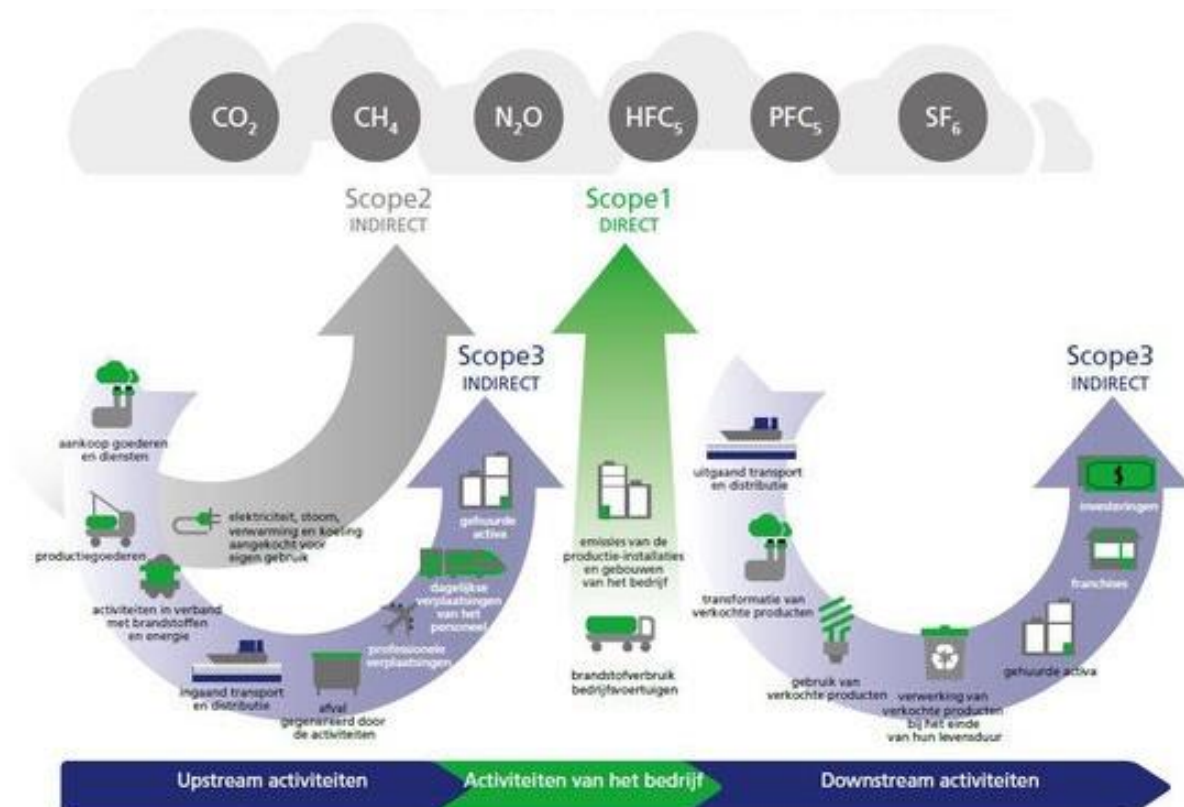 CO₂
CH₄
N₂O
HFC₅
PFC₅
SF₆
Scope2
INDIRECT
Scope1
DIRECT
Scope3
INDIRECT
Scope3
INDIRECT
aankoop goederen
en diensten
productiegoederen
elektriciteit, stoom,
verwarming en koeling
aangekocht voor
eigen gebruik
activiteiten in verband
met brandstoffen
en energie
ingaand transport
en distributie
afval
gegenereerd door
de activiteiten
professionele
verplaatsingen
dagelijkse
verplaatsingen
van het
personeel
gehuurde
activa
emissies van de
productie-installaties
en gebouwen
van het bedrijf
brandstofverbruik
bedrijfsvoertuigen
uitgaand transport
en distributie
transformatie van
verkochte producten
gebruik van
verkochte producten
verwerking van
verkochte producten
bij het einde
van hun levensduur
gehuurde activa
franchises
investeringen
$
Upstream activiteiten
Activiteiten van het bedrijf
Downstream activiteiten